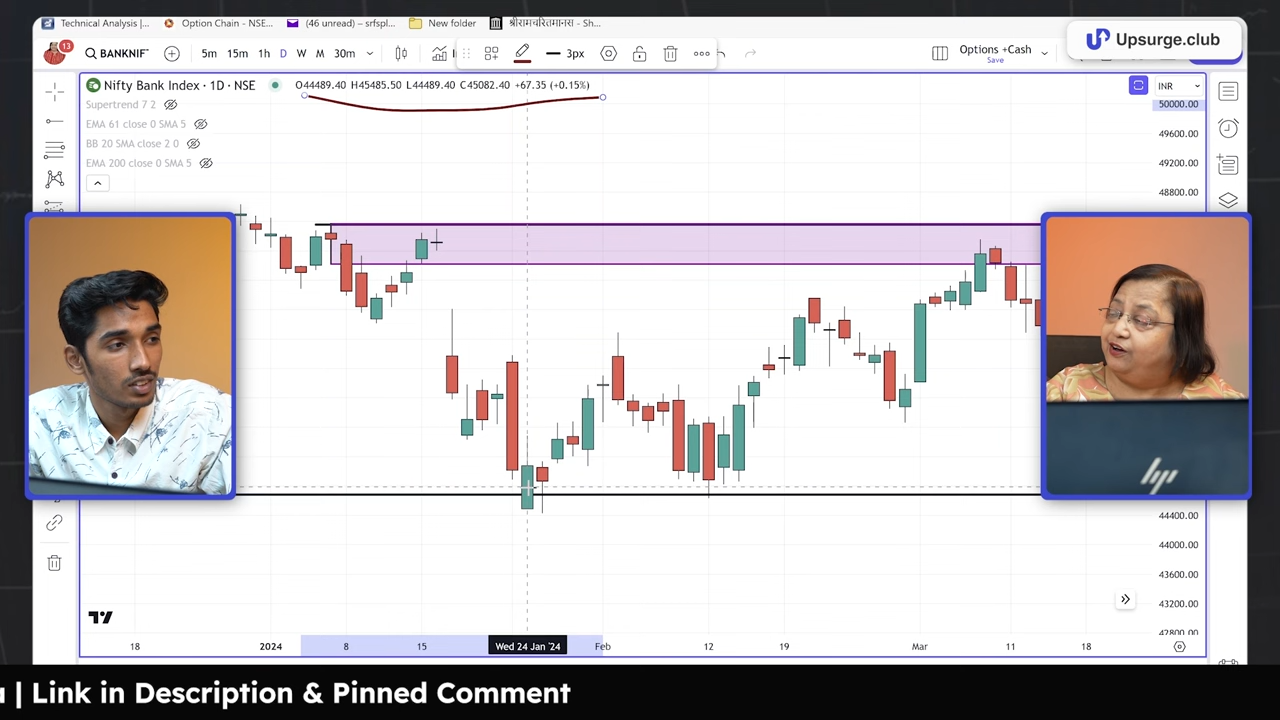 Technical Analysis |...
Option Chain - NSE...
(46 unread) – srfspl...
New folder
श्रीरामचरितमानस - Sh...
Upsurge.club
13
BANKNIF
5m 15m 1h D W M 30m
3px
Options +Cash
Save
Nifty Bank Index · 1D · NSE
O44489.40 H45485.50 L44489.40 C45082.40 +67.35 (+0.15%)
INR
Supertrend 7 2
EMA 61 close 0 SMA 5
BB 20 SMA close 2 0
EMA 200 close 0 SMA 5
50000.00
49600.00
49200.00
48800.00
hp
44400.00
44000.00
43600.00
43200.00
42800.00
18 2024 8 15 Wed 24 Jan '24 Feb 12 19 Mar 11 18
a | Link in Description & Pinned Comment